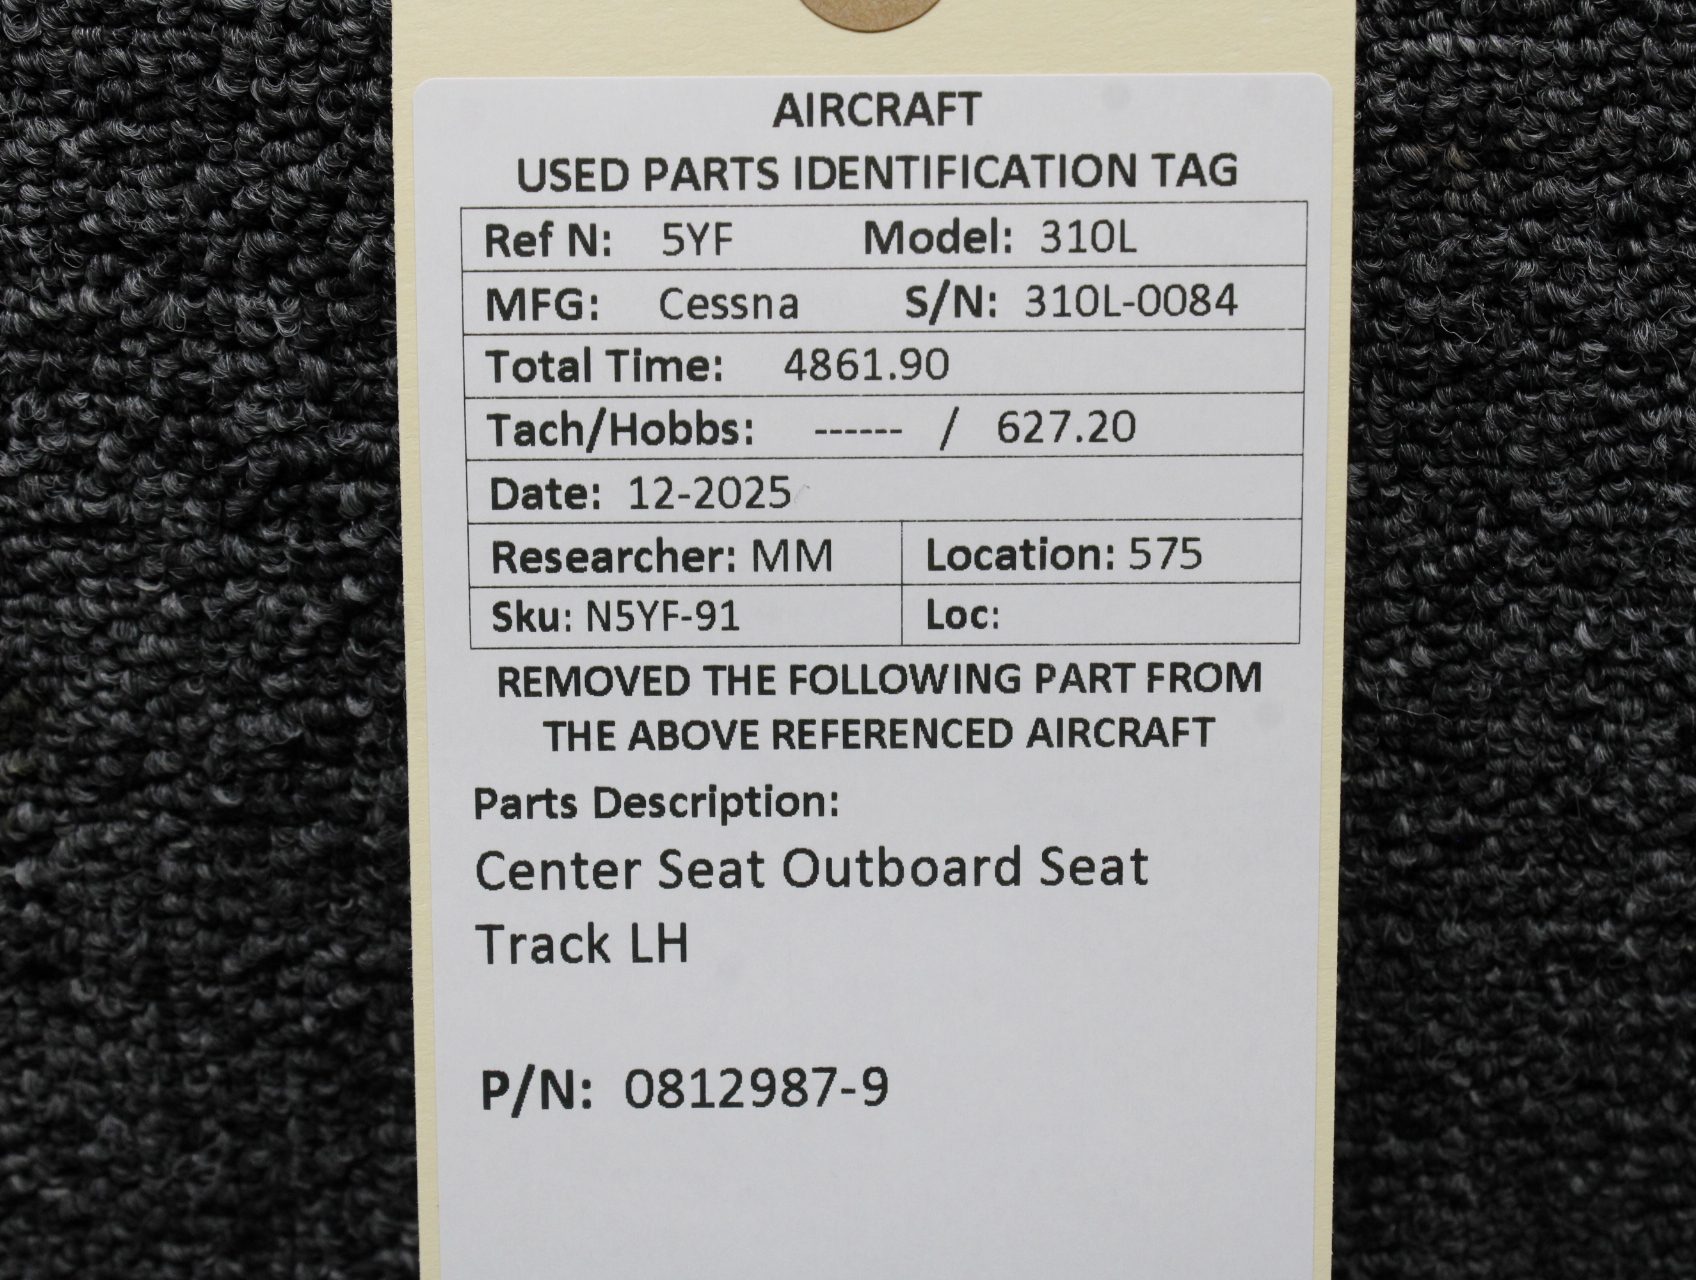 AIRCRAFT
USED PARTS IDENTIFICATION TAG
Ref N: 5YF Model: 310L
MFG: Cessna S/N: 310L-0084
Total Time: 4861.90
Tach/Hobbs: ------ / 627.20
Date: 12-2025
Researcher: MM Location: 575
Sku: N5YF-91 Loc:
REMOVED THE FOLLOWING PART FROM
THE ABOVE REFERENCED AIRCRAFT
Parts Description:
Center Seat Outboard Seat
Track LH
P/N: 0812987-9